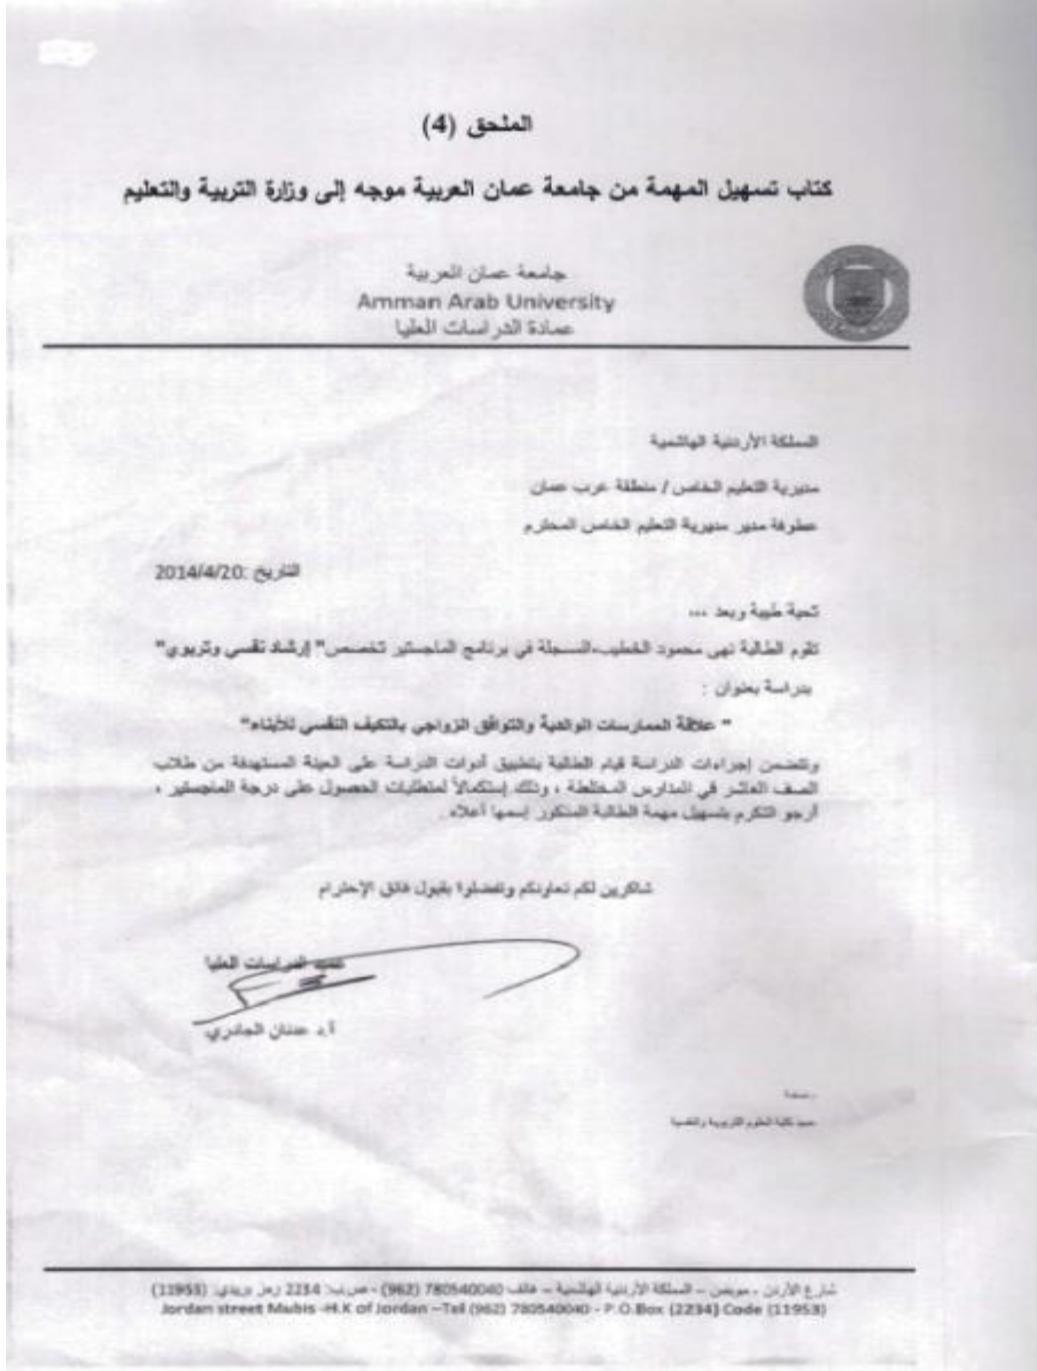 الملحق (4)
كتاب تسهيل المهمة من جامعة عمان العربية موجه إلى وزارة التربية والتعليم
جامعة عمان العربية
Amman Arab University
عمادة الدراسات العليا
المملكة الأردنية الهاشمية
مديرية التعليم الخاص / منطقة غرب عمان
عطوفة مدير مديرية التعليم الخاص المحترم
التاريخ :2014/4/20
تحية طيبة وبعد ...
تقوم الطالبة نهى محمود الخطيب،المسجلة في برنامج الماجستير تخصص" إرشاد نفسي وتربوي"
بدراسة بعنوان :
" علاقة الممارسات الوالدية والتوافق الزواجي بالتكيف النفسي للأبناء"
وتتضمن إجراءات الدراسة قيام الطالبة بتطبيق أدوات الدراسة على العينة المستهدفة من طلاب
الصف العاشر في المدارس المختلطة ، وذلك إستكمالاً لمتطلبات الحصول على درجة الماجستير ،
أرجو التكرم بتسهيل مهمة الطالبة المذكور إسمها أعلاه .
شاكرين لكم تعاونكم وتفضلوا بقبول فائق الإحترام
عميد الدراسات العليا
أ.د عدنان الجادري
عميد كلية العلوم التربوية والنفسية
شارع الأردن - موبص – المملكة الأردنية الهاشمية – هاتف 780540040 (962) - ص.ب: 2234 رمز بريدي: (11953)
Jordan street Mubis -H.K of Jordan –Tel (962) 780540040 - P.O.Box (2234) Code (11953)